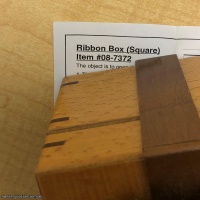 Ribbon Box (Square)
Item #08-7372
The object is to